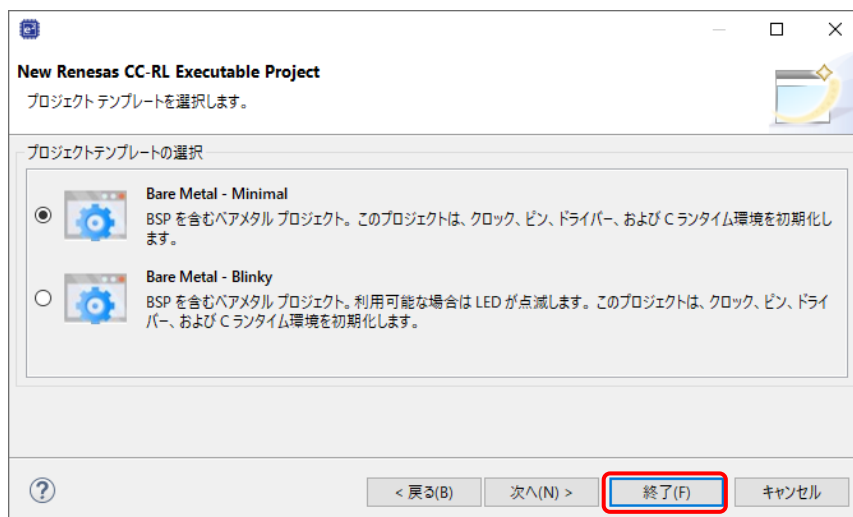 New Renesas CC-RL Executable Project
プロジェクト テンプレートを選択します。
プロジェクトテンプレートの選択
Bare Metal - Minimal
BSP を含むベアメタル プロジェクト。このプロジェクトは、クロック、ピン、ドライバー、および C ランタイム環境を初期化し
ます。
Bare Metal - Blinky
BSP を含むベアメタル プロジェクト。利用可能な場合は LED が点滅します。このプロジェクトは、クロック、ピン、ドライ
バー、および C ランタイム環境を初期化します。
< 戻る(B) 次へ(N) > 終了(F) キャンセル